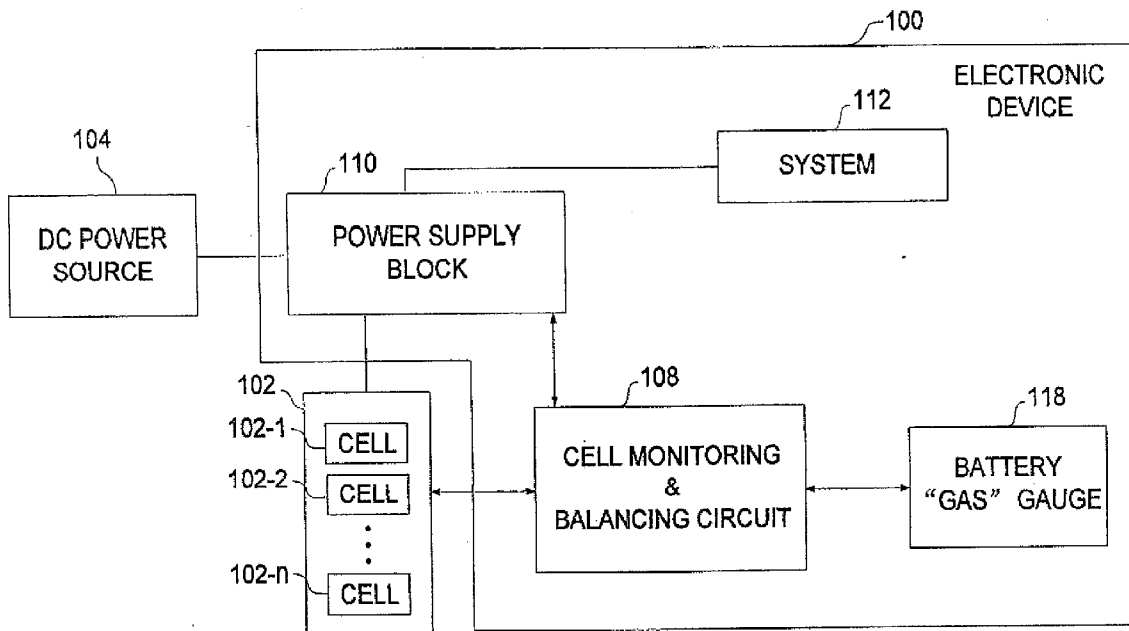 100
ELECTRONIC
DEVICE
112
SYSTEM
104
DC POWER
SOURCE
110
POWER SUPPLY
BLOCK
102
102-1
CELL
102-2
CELL
102-n
CELL
108
CELL MONITORING
&
BALANCING CIRCUIT
118
BATTERY
“GAS” GAUGE